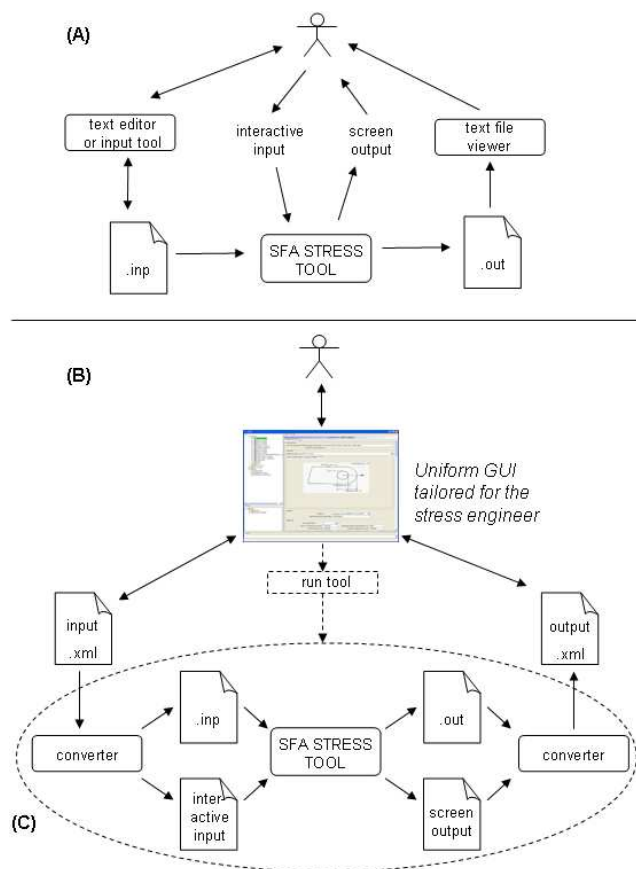 (A)
text editor
or input tool
interactive
input
screen
output
text file
viewer
.inp
SFA STRESS
TOOL
.out
(B)
Uniform GUI
tailored for the
stress engineer
run tool
input
.xml
output
.xml
.inp
.out
converter
SFA STRESS
TOOL
converter
inter-
active
input
screen
output
(C)